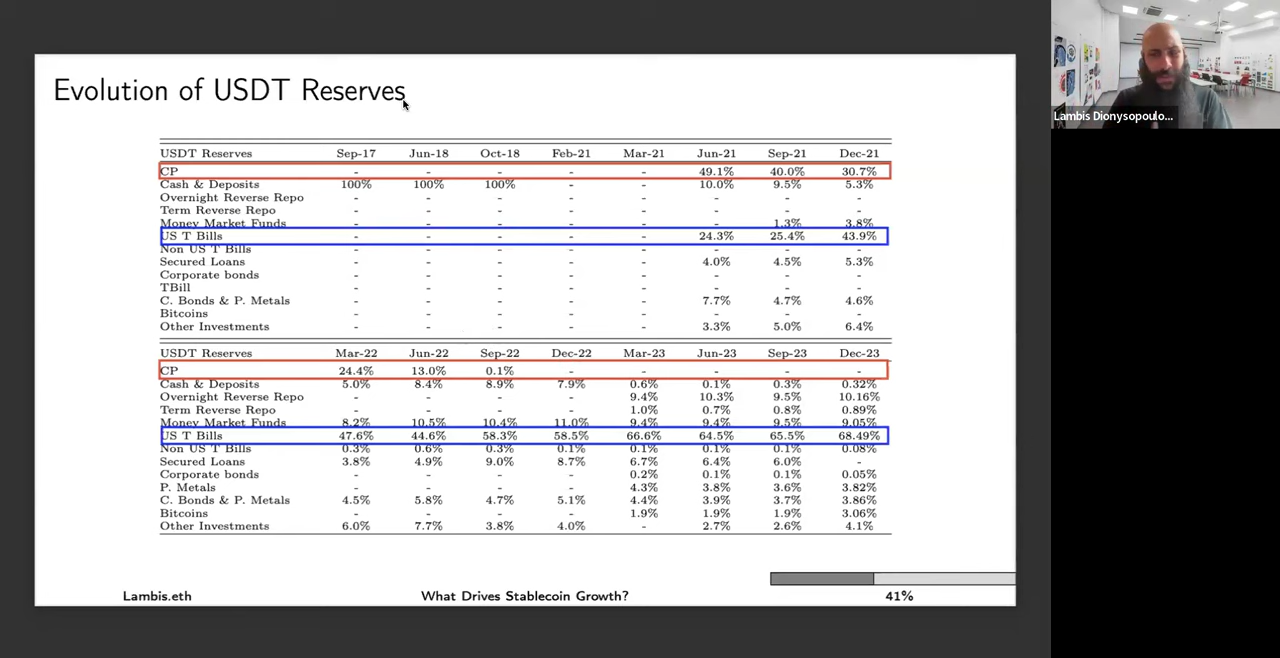 Evolution of USDT Reserves
USDT Reserves Sep-17 Jun-18 Oct-18 Feb-21 Mar-21 Jun-21 Sep-21 Dec-21
CP - - - - - 49.1% 40.0% 30.7%
Cash & Deposits 100% 100% 100% - - 10.0% 9.5% 5.3%
Overnight Reverse Repo - - - - - - - -
Term Reverse Repo - - - - - - - -
Money Market Funds - - - - - - 1.3% 3.8%
US T Bills - - - - - 24.3% 25.4% 43.9%
Non US T Bills - - - - - - - -
Secured Loans - - - - - 4.0% 4.5% 5.3%
Corporate bonds - - - - - - - -
TBill - - - - - - - -
C. Bonds & P. Metals - - - - - 7.7% 4.7% 4.6%
Bitcoins - - - - - - - -
Other Investments - - - - - 3.3% 5.0% 6.4%
USDT Reserves Mar-22 Jun-22 Sep-22 Dec-22 Mar-23 Jun-23 Sep-23 Dec-23
CP 24.4% 13.0% 0.1% - - - - -
Cash & Deposits 5.0% 8.4% 8.9% 7.9% 0.6% 0.1% 0.3% 0.32%
Overnight Reverse Repo - - - - 9.4% 10.3% 9.5% 10.16%
Term Reverse Repo - - - - 1.0% 0.7% 0.8% 0.89%
Money Market Funds 8.2% 10.5% 10.4% 11.0% 9.4% 9.4% 9.5% 9.05%
US T Bills 47.6% 44.6% 58.3% 58.5% 66.6% 64.5% 65.5% 68.49%
Non US T Bills 0.3% 0.6% 0.3% 0.1% 0.1% 0.1% 0.1% 0.08%
Secured Loans 3.8% 4.9% 9.0% 8.7% 6.7% 6.4% 6.0% -
Corporate bonds - - - - 0.2% 0.1% 0.1% 0.05%
P. Metals - - - - 4.3% 3.8% 3.6% 3.82%
C. Bonds & P. Metals 4.5% 5.8% 4.7% 5.1% 4.4% 3.9% 3.7% 3.86%
Bitcoins - - - - 1.9% 1.9% 1.9% 3.06%
Other Investments 6.0% 7.7% 3.8% 4.0% - 2.7% 2.6% 4.1%
Lambis.eth What Drives Stablecoin Growth? 41%
Lambis Dionysopoulo...